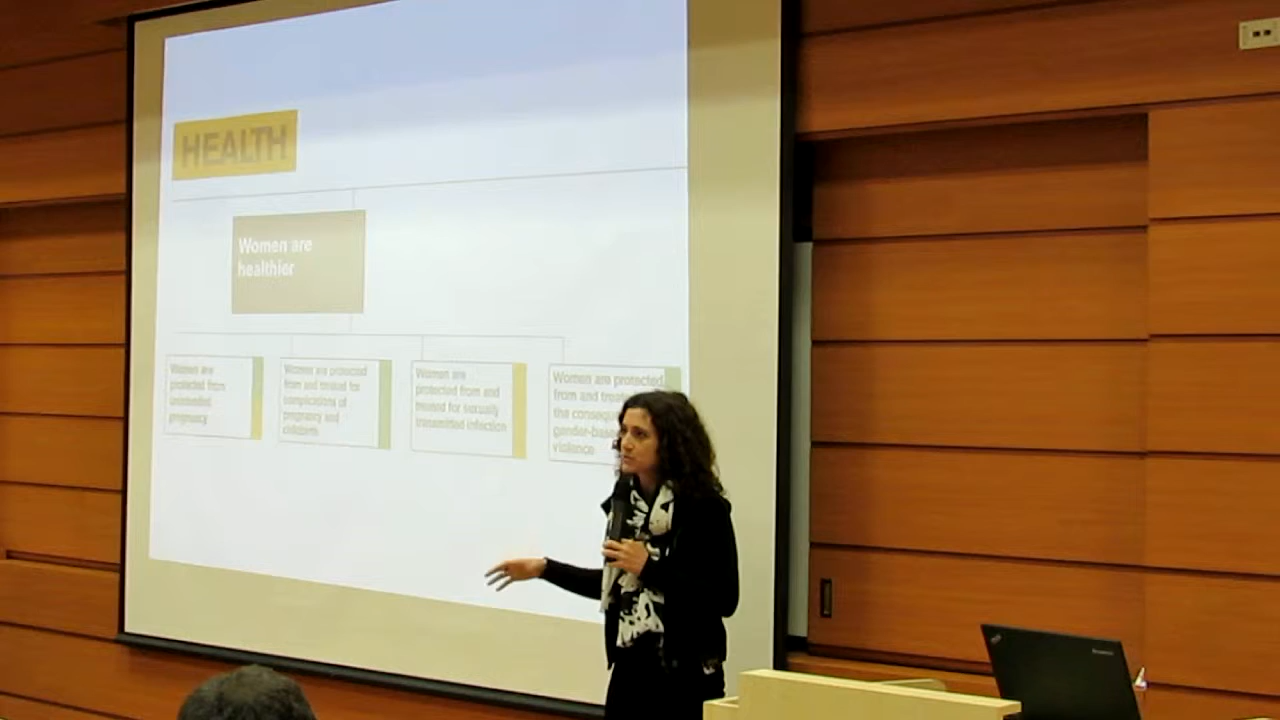 HEALTH
Women are
healthier
Women are
protected from
unintended
pregnancy
Women are protected
from and treated for
complications of
pregnancy and
childbirth
Women are
protected from and
treated for sexually
transmitted infection
Women are protected
from and
the
gender-based
violence